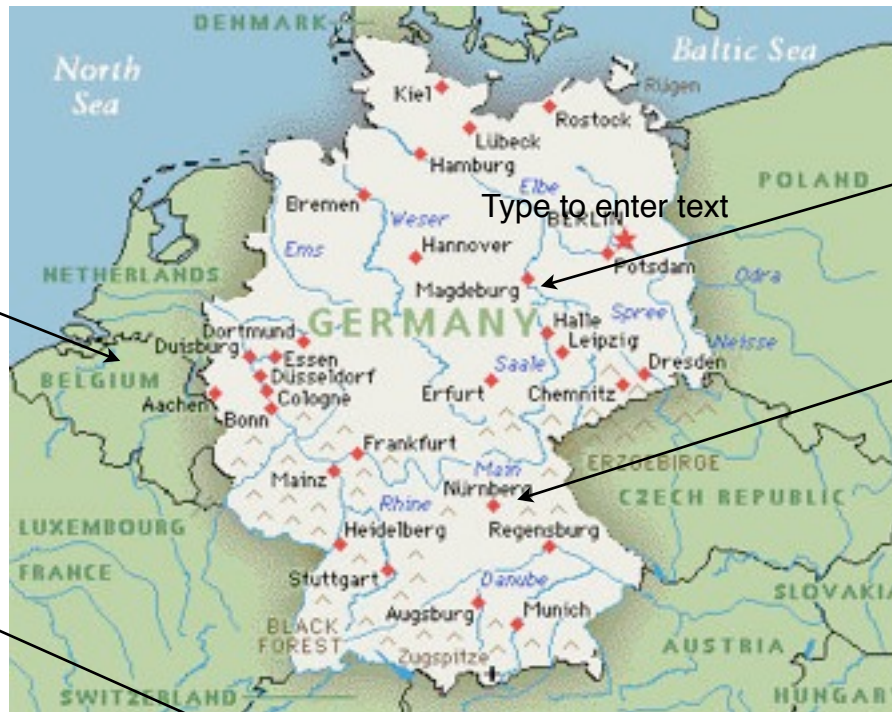 DENMARK
North
Sea
Baltic Sea
Kiel
Rügen
Rostock
Lübeck
Hamburg
POLAND
Elbe
Bremen
Weser
Type to enter text
BERLIN
Ems
Hannover
Potsdam
NETHERLANDS
Odra
Magdeburg
GERMANY
Halle
Spree
Dortmund
Leipzig
Neisse
Duisburg
Essen
Saale
Dresden
BELGIUM
Düsseldorf
Erfurt
Chemnitz
Aachen
Cologne
Bonn
Frankfurt
ERZGEBIRGE
Mainz
Main
Nürnberg
CZECH REPUBLIC
Rhine
LUXEMBOURG
Heidelberg
Regensburg
FRANCE
Stuttgart
Danube
SLOVAKIA
Augsburg
Munich
BLACK
FOREST
AUSTRIA
Zugspitze
SWITZERLAND
HUNGAR